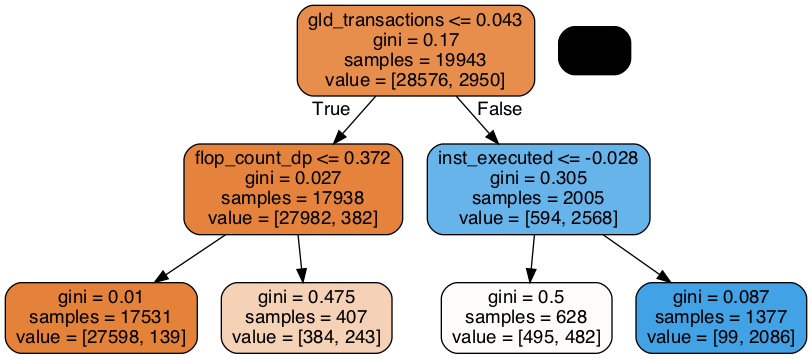 gld_transactions <= 0.043
gini = 0.17
samples = 19943
value = [28576, 2950]
True
False
flop_count_dp <= 0.372
gini = 0.027
samples = 17938
value = [27982, 382]
inst_executed <= -0.028
gini = 0.305
samples = 2005
value = [594, 2568]
gini = 0.01
samples = 17531
value = [27598, 139]
gini = 0.475
samples = 407
value = [384, 243]
gini = 0.5
samples = 628
value = [495, 482]
gini = 0.087
samples = 1377
value = [99, 2086]